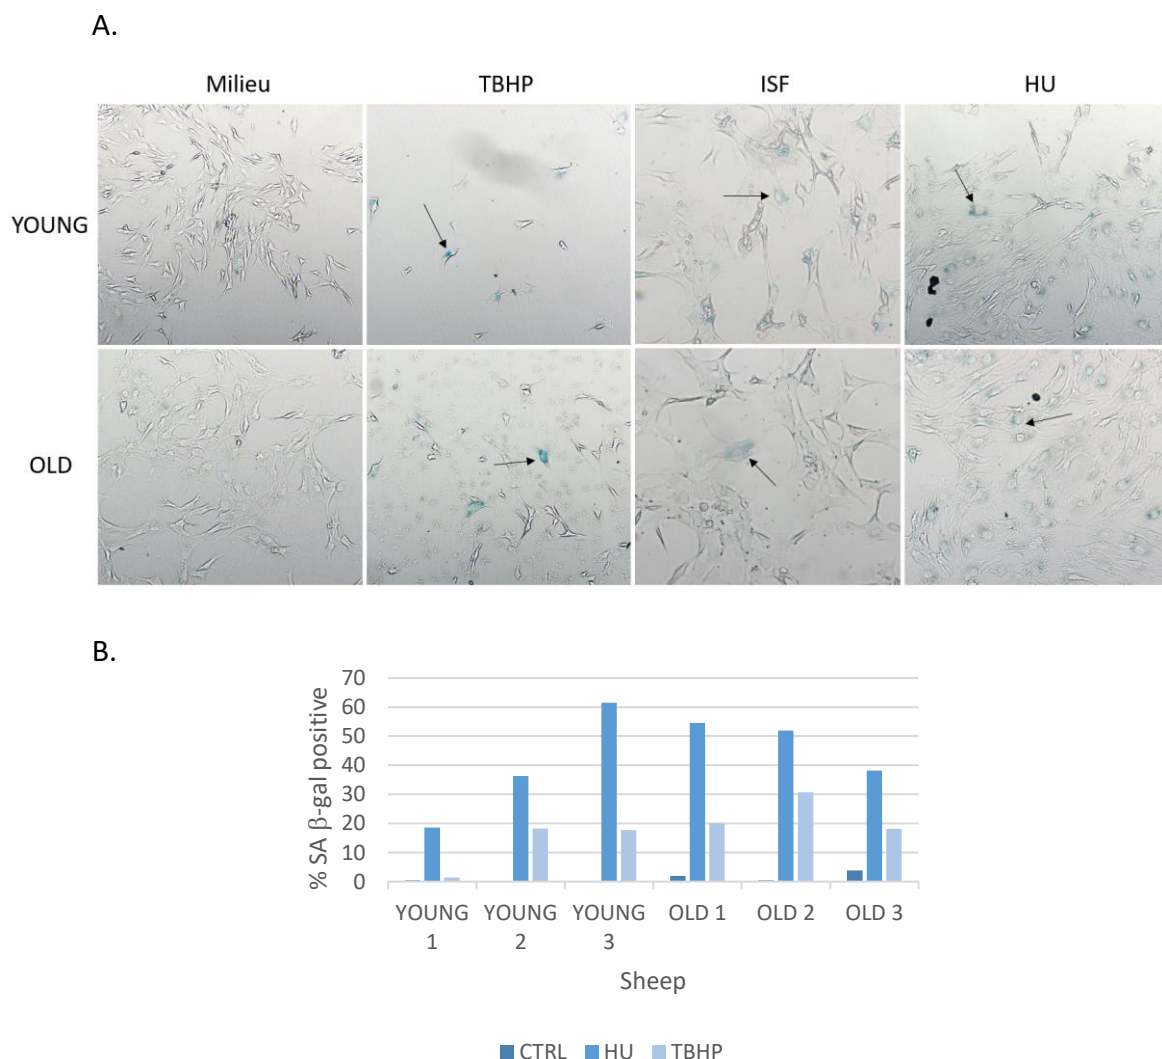 A.
Milieu TBHP ISF HU
YOUNG
OLD
B.
% SA β-gal positive
70
60
50
40
30
20
10
0
YOUNG 1 YOUNG 2 YOUNG 3 OLD 1 OLD 2 OLD 3
Sheep
CTRL HU TBHP